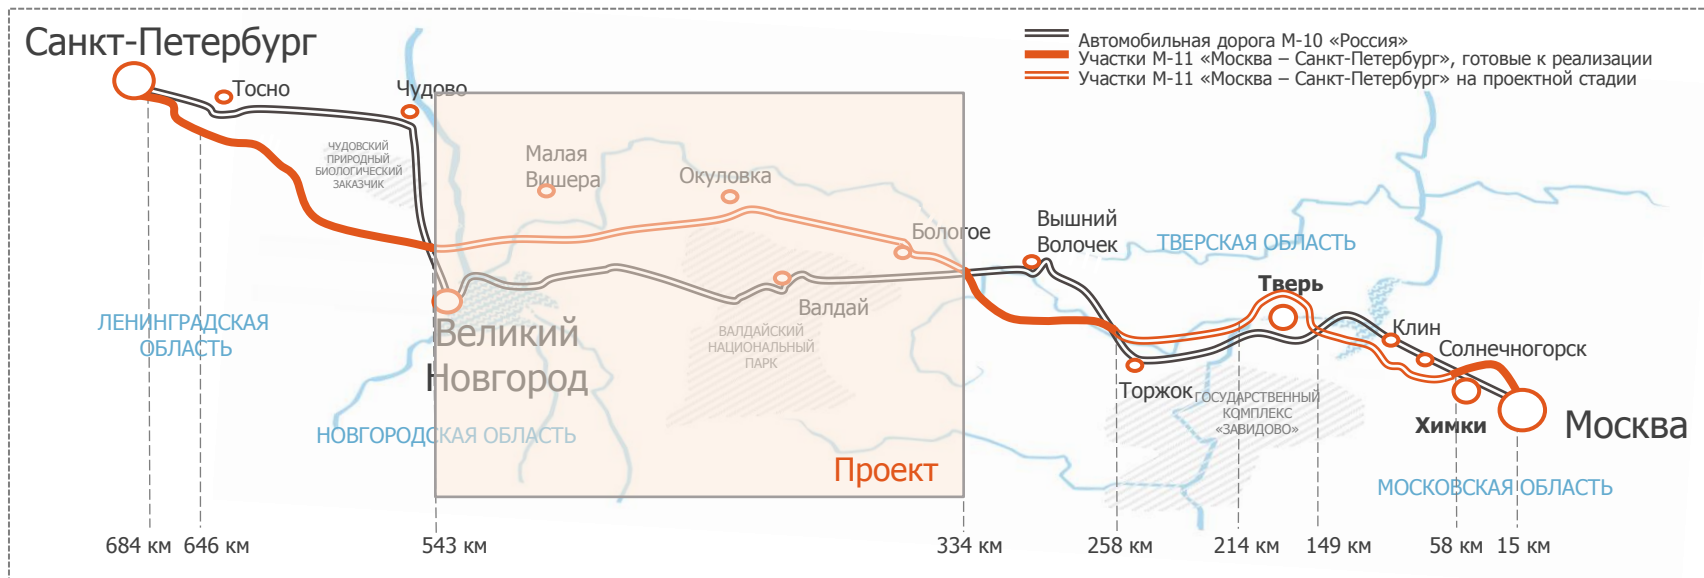 Санкт-Петербург
Автомобильная дорога М-10 «Россия»
Участки М-11 «Москва – Санкт-Петербург», готовые к реализации
Участки М-11 «Москва – Санкт-Петербург» на проектной стадии
Тосно
Чудово
ЧУДОВСКИЙ
ПРИРОДНЫЙ
БИОЛОГИЧЕСКИЙ
ЗАКАЗЧИК
Малая
Вишера
Окуловка
Бологое
Вышний
Волочек
ТВЕРСКАЯ ОБЛАСТЬ
Тверь
Валдай
ВАЛДАЙСКИЙ
НАЦИОНАЛЬНЫЙ
ПАРК
ЛЕНИНГРАДСКАЯ
ОБЛАСТЬ
Великий
Новгород
Клин
Солнечногорск
Торжок
ГОСУДАРСТВЕННЫЙ
КОМПЛЕКС
«ЗАВИДОВО»
Химки
Москва
НОВГОРОДСКАЯ ОБЛАСТЬ
Проект
МОСКОВСКАЯ ОБЛАСТЬ
684 км
646 км
543 км
334 км
258 км
214 км
149 км
58 км
15 км